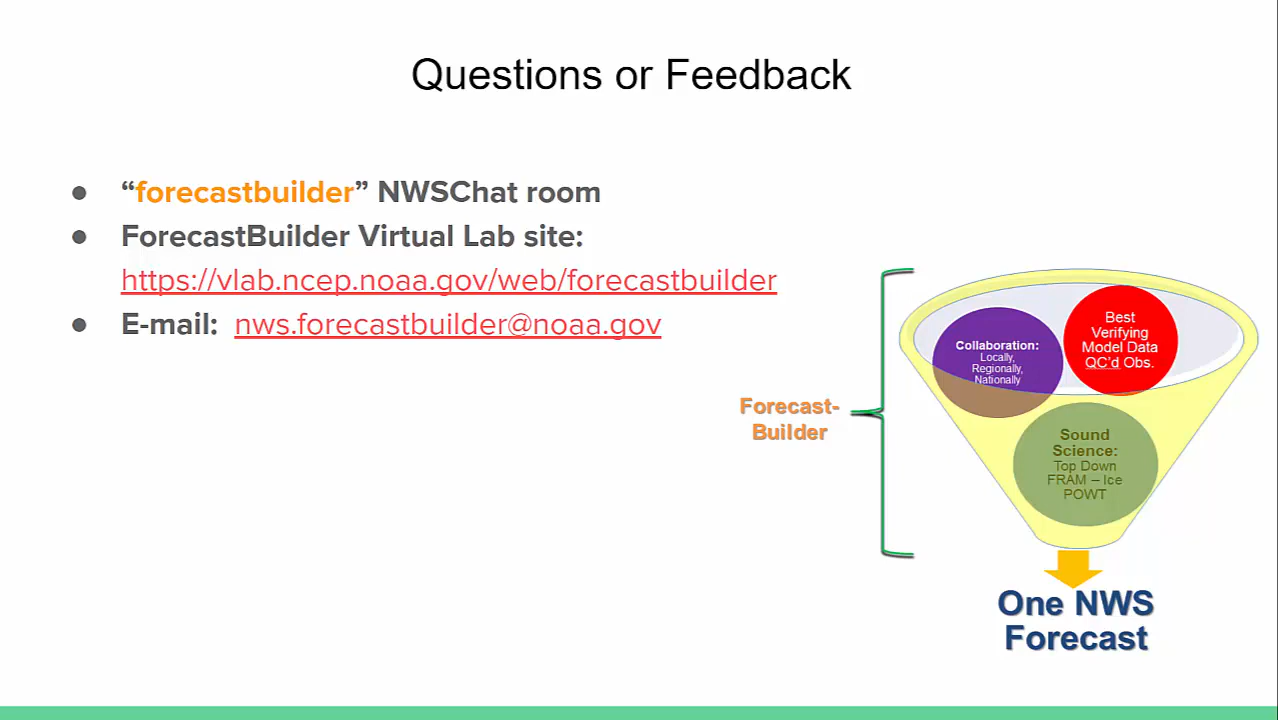 Questions or Feedback
● “forecastbuilder” NWSChat room
● ForecastBuilder Virtual Lab site:
https://vlab.ncep.noaa.gov/web/forecastbuilder
● E-mail: nws.forecastbuilder@noaa.gov
Forecast-
Builder
Collaboration:
Locally,
Regionally,
Nationally
Best
Verifying
Model Data
QC’d Obs.
Sound
Science:
Top Down
FRAM – Ice
POWT
One NWS
Forecast